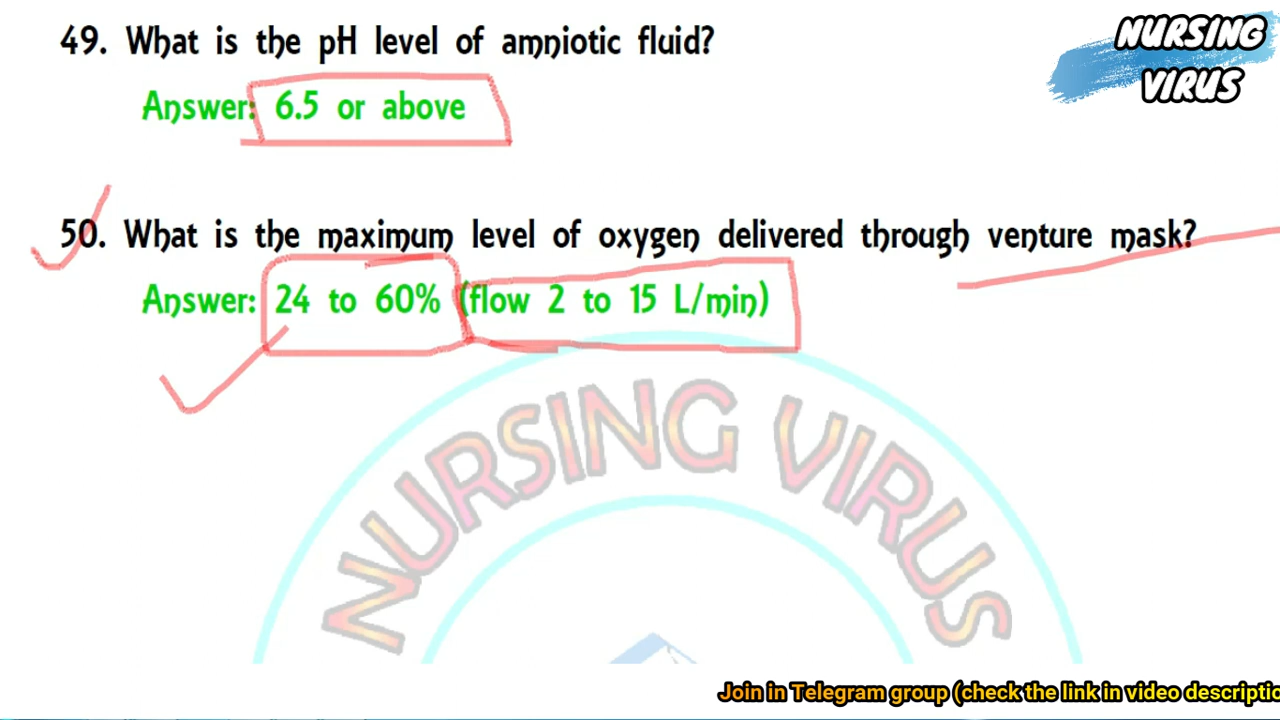 49. What is the pH level of amniotic fluid?
NURSING
VIRUS
Answer: 6.5 or above
50. What is the maximum level of oxygen delivered through venture mask?
Answer: 24 to 60% (flow 2 to 15 L/min)
NURSING VIRUS
Join in Telegram group (check the link in video descriptio